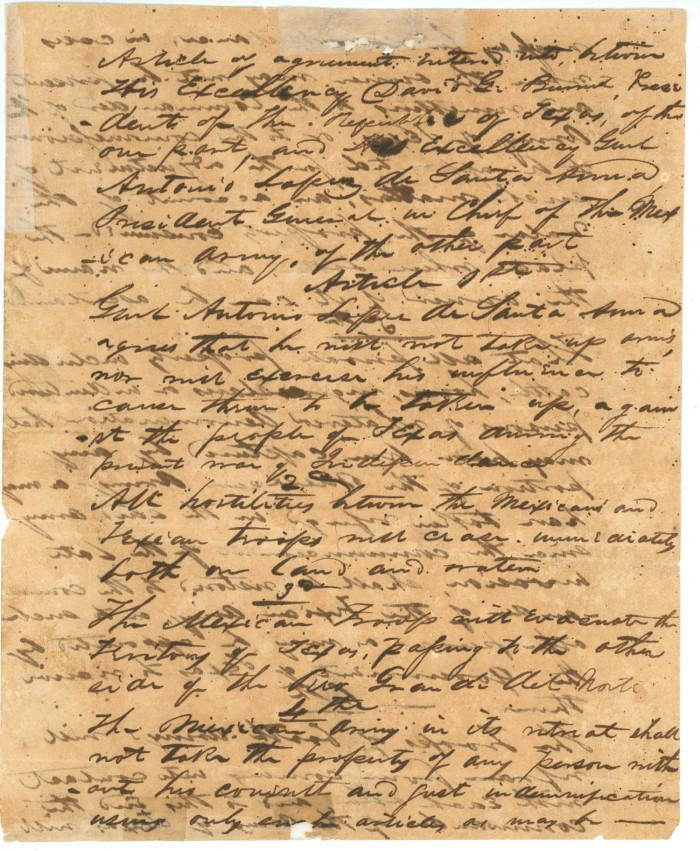 Article of agreement entered into, between
His Excellency David G. Burnet, Presi
-dent of the Republic of Texas, of the
one part, and His Excellency Genl
Antonio Lopez de Santa Anna
President General in Chief of the Mex
-ican Army, of the other part
Article 1st
Genl Antonio Lopez de Santa Anna
agrees that he will not take up arms,
nor will exercise his influence to
cause them to be taken up, again
-st the people of Texas during the
present war of Independence
2nd
All hostilities between the Mexican and
Texian troops will cease immediately
both on land and water
3rd
The Mexican Troops will evacuate the
Territory of Texas, passing to the other
side of the Rio Grande del Norte
4th
The Mexican Army in its retreat shall
not take the property of any person with
-out his consent and just indemnification
using only such articles as may be —